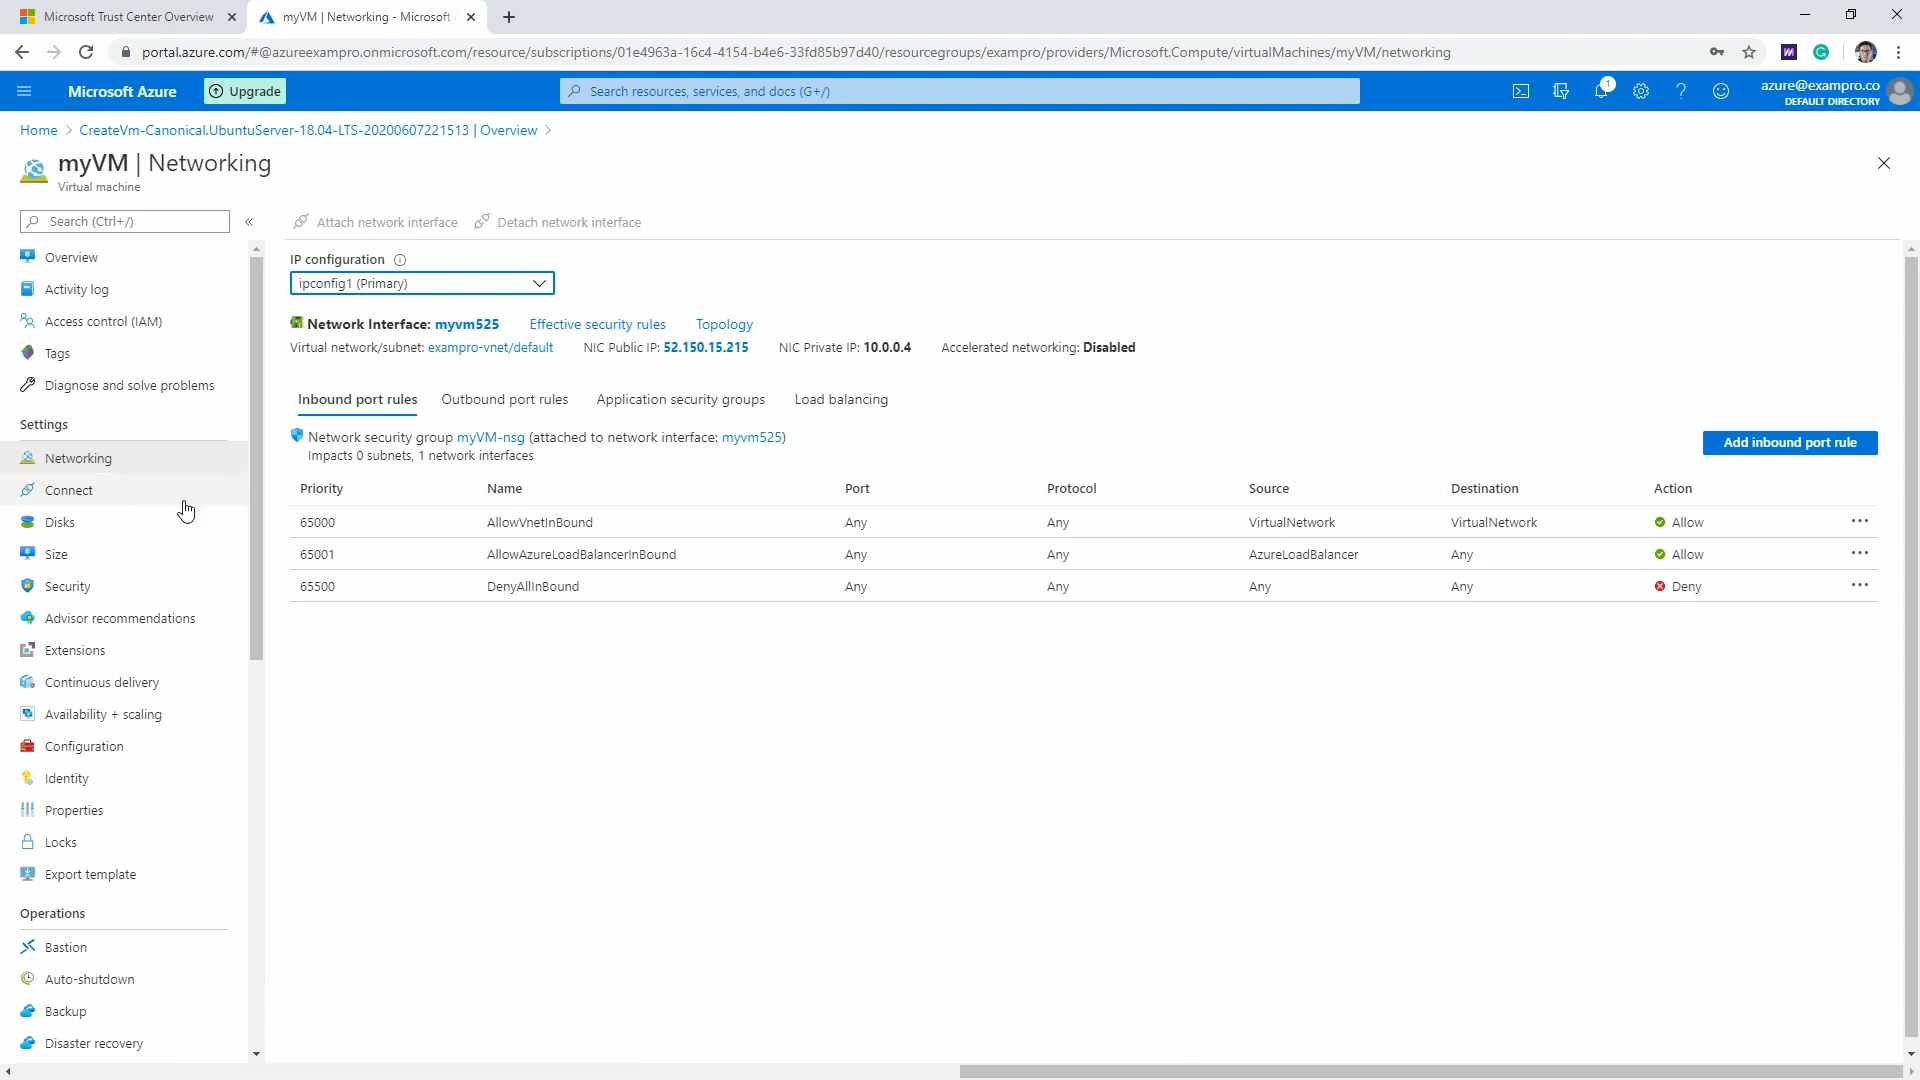 Microsoft Trust Center Overview
myVM | Networking - Microsoft
portal.azure.com/#@azureexampro.onmicrosoft.com/resource/subscriptions/01e4963a-16c4-4154-b4e6-33fd85b97d40/resourcegroups/exampro/providers/Microsoft.Compute/virtualMachines/myVM/networking
Microsoft Azure
Upgrade
Search resources, services, and docs (G+/)
1
azure@exampro.co
DEFAULT DIRECTORY
Home > CreateVm-Canonical.UbuntuServer-18.04-LTS-20200607221513 | Overview >
myVM | Networking
Virtual machine
Search (Ctrl+/)
«
Overview
Activity log
Access control (IAM)
Tags
Diagnose and solve problems
Settings
Networking
Connect
Disks
Size
Security
Advisor recommendations
Extensions
Continuous delivery
Availability + scaling
Configuration
Identity
Properties
Locks
Export template
Operations
Bastion
Auto-shutdown
Backup
Disaster recovery
Attach network interface Detach network interface
IP configuration
ipconfig1 (Primary)
Network Interface: myvm525 Effective security rules Topology
Virtual network/subnet: exampro-vnet/default NIC Public IP: 52.150.15.215 NIC Private IP: 10.0.0.4 Accelerated networking: Disabled
Inbound port rules Outbound port rules Application security groups Load balancing
Network security group myVM-nsg (attached to network interface: myvm525)
Impacts 0 subnets, 1 network interfaces
Add inbound port rule
Priority Name Port Protocol Source Destination Action
65000 AllowVnetInBound Any Any VirtualNetwork VirtualNetwork Allow ...
65001 AllowAzureLoadBalancerInBound Any Any AzureLoadBalancer Any Allow ...
65500 DenyAllInBound Any Any Any Any Deny ...